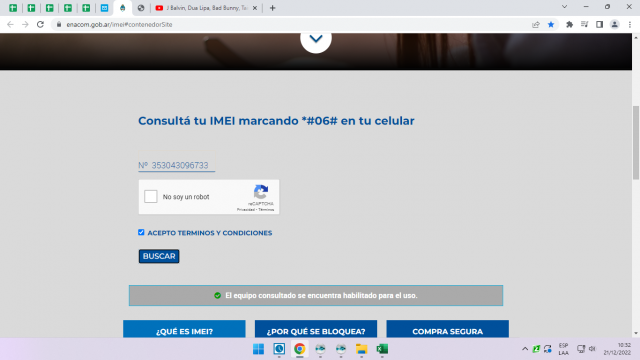 J Balvin, Dua Lipa, Bad Bunny, Ta
enacom.gob.ar/imei#contenedorSite
Consultá tu IMEI marcando *#06# en tu celular
Nº 353043096733
No soy un robot
reCAPTCHA
Privacidad - Términos
ACEPTO TERMINOS Y CONDICIONES
BUSCAR
El equipo consultado se encuentra habilitado para el uso.
¿QUÉ ES IMEI?
¿POR QUÉ SE BLOQUEA?
COMPRA SEGURA
ESP
LAA
10:32
21/12/2022